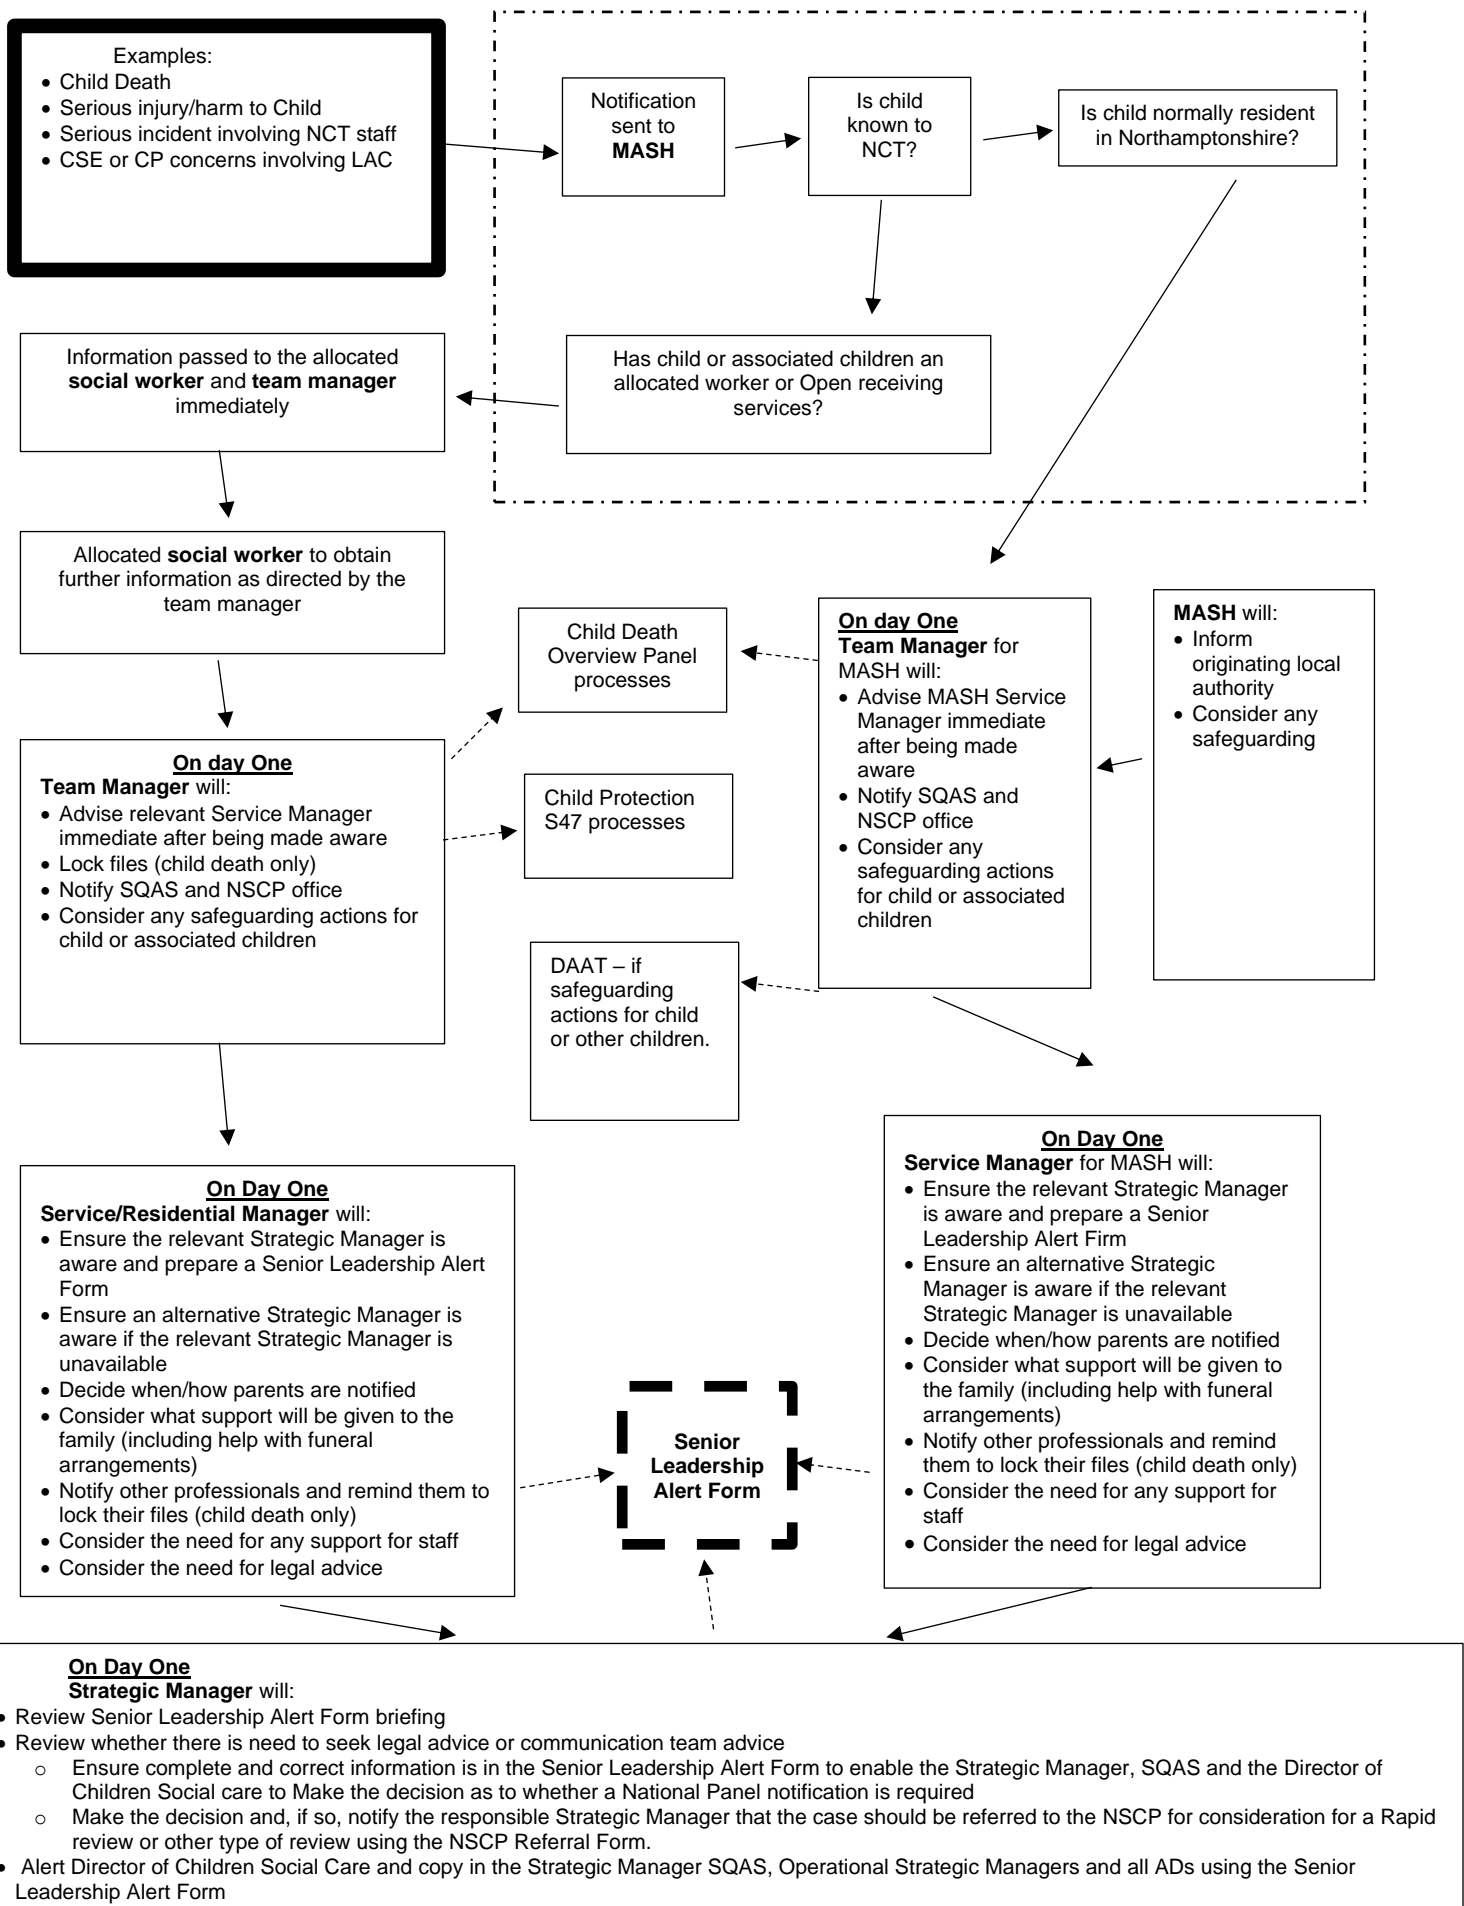 Examples:
• Child Death
• Serious injury/harm to Child
• Serious incident involving NCT staff
• CSE or CP concerns involving LAC
Notification
sent to
MASH
Is child
known to
NCT?
Is child normally resident
in Northamptonshire?
Has child or associated children an
allocated worker or Open receiving
services?
Information passed to the allocated
social worker and team manager
immediately
Allocated social worker to obtain
further information as directed by the
team manager
Child Death
Overview Panel
processes
On day One
Team Manager for
MASH will:
• Advise MASH Service
Manager immediate
after being made
aware
• Notify SQAS and
NSCP office
• Consider any
safeguarding actions
for child or associated
children
MASH will:
• Inform
originating local
authority
• Consider any
safeguarding
On day One
Team Manager will:
• Advise relevant Service Manager
immediate after being made aware
• Lock files (child death only)
• Notify SQAS and NSCP office
• Consider any safeguarding actions for
child or associated children
Child Protection
S47 processes
DAAT – if
safeguarding
actions for child
or other children.
On Day One
Service/Residential Manager will:
• Ensure the relevant Strategic Manager is
aware and prepare a Senior Leadership Alert
Form
• Ensure an alternative Strategic Manager is
aware if the relevant Strategic Manager is
unavailable
• Decide when/how parents are notified
• Consider what support will be given to the
family (including help with funeral
arrangements)
• Notify other professionals and remind them to
lock their files (child death only)
• Consider the need for any support for staff
• Consider the need for legal advice
Senior
Leadership
Alert Form
On Day One
Service Manager for MASH will:
• Ensure the relevant Strategic Manager
is aware and prepare a Senior
Leadership Alert Firm
• Ensure an alternative Strategic
Manager is aware if the relevant
Strategic Manager is unavailable
• Decide when/how parents are notified
• Consider what support will be given to
the family (including help with funeral
arrangements)
• Notify other professionals and remind
them to lock their files (child death only)
• Consider the need for any support for
staff
• Consider the need for legal advice
On Day One
Strategic Manager will:
• Review Senior Leadership Alert Form briefing
• Review whether there is need to seek legal advice or communication team advice
o Ensure complete and correct information is in the Senior Leadership Alert Form to enable the Strategic Manager, SQAS and the Director of
Children Social care to Make the decision as to whether a National Panel notification is required
o Make the decision and, if so, notify the responsible Strategic Manager that the case should be referred to the NSCP for consideration for a Rapid
review or other type of review using the NSCP Referral Form.
• Alert Director of Children Social Care and copy in the Strategic Manager SQAS, Operational Strategic Managers and all ADs using the Senior
Leadership Alert Form